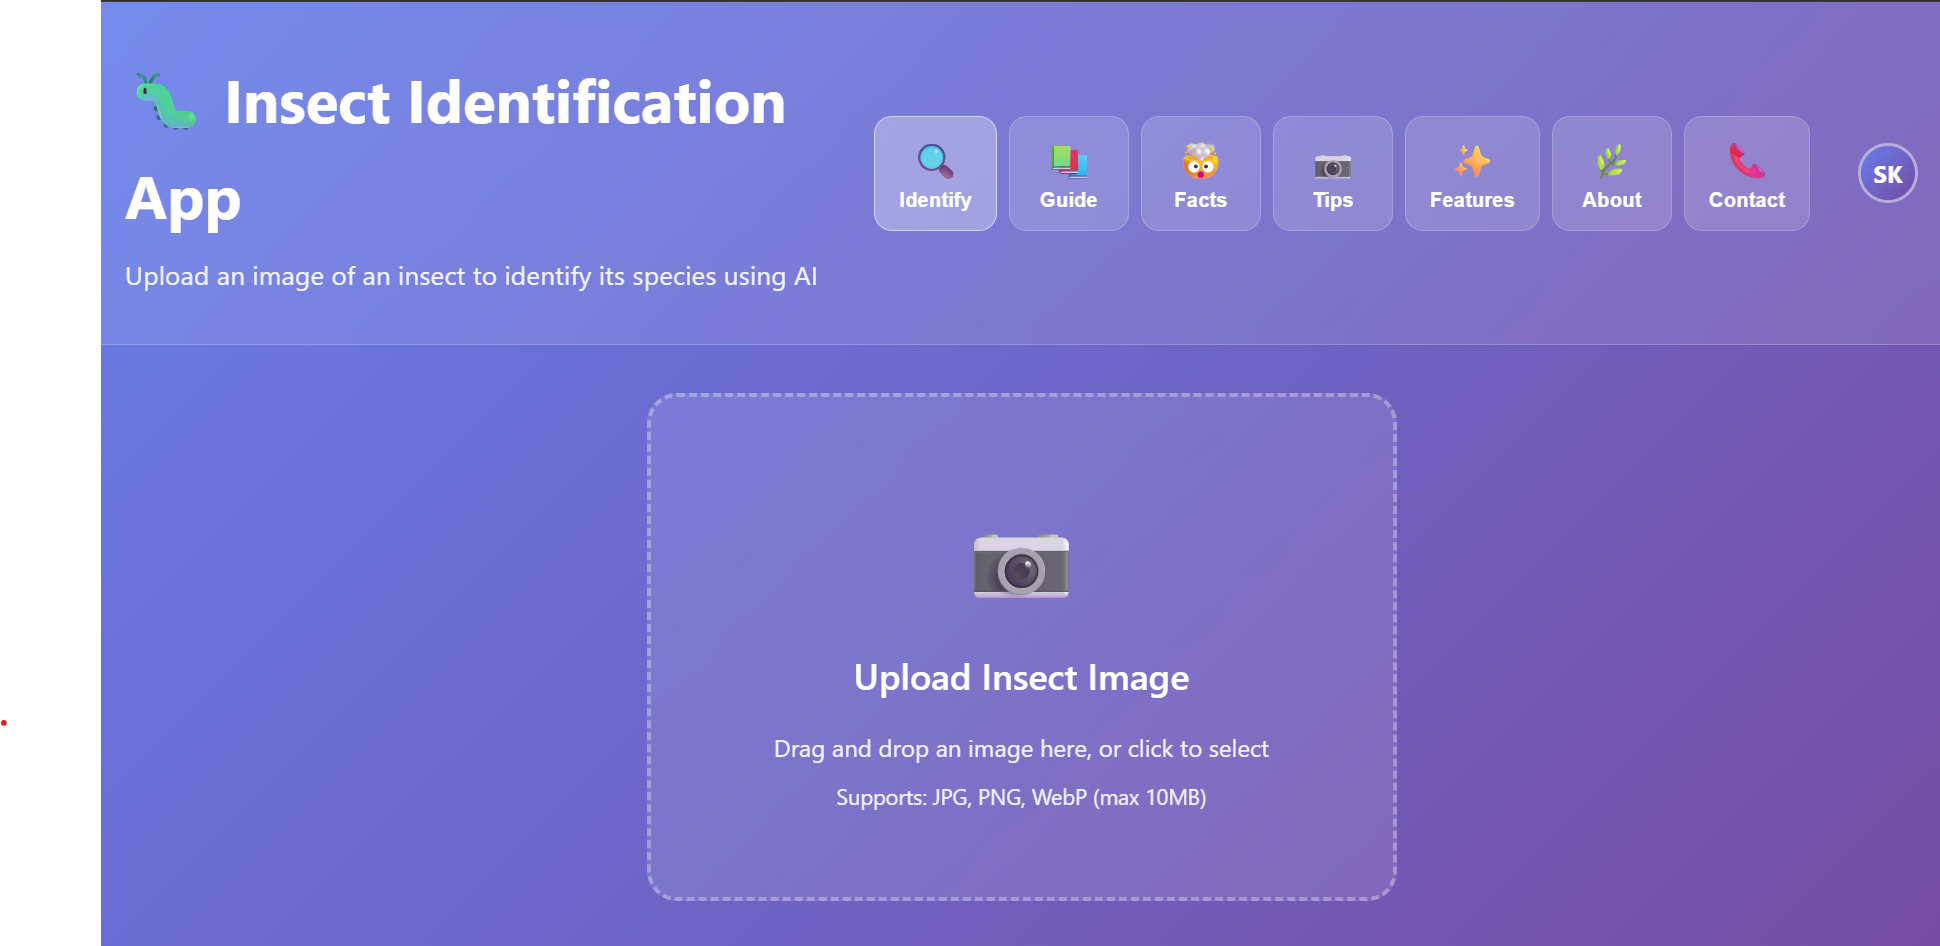 Insect Identification
App
Upload an image of an insect to identify its species using AI
Identify
Guide
Facts
Tips
Features
About
Contact
SK
Upload Insect Image
Drag and drop an image here, or click to select
Supports: JPG, PNG, WebP (max 10MB)